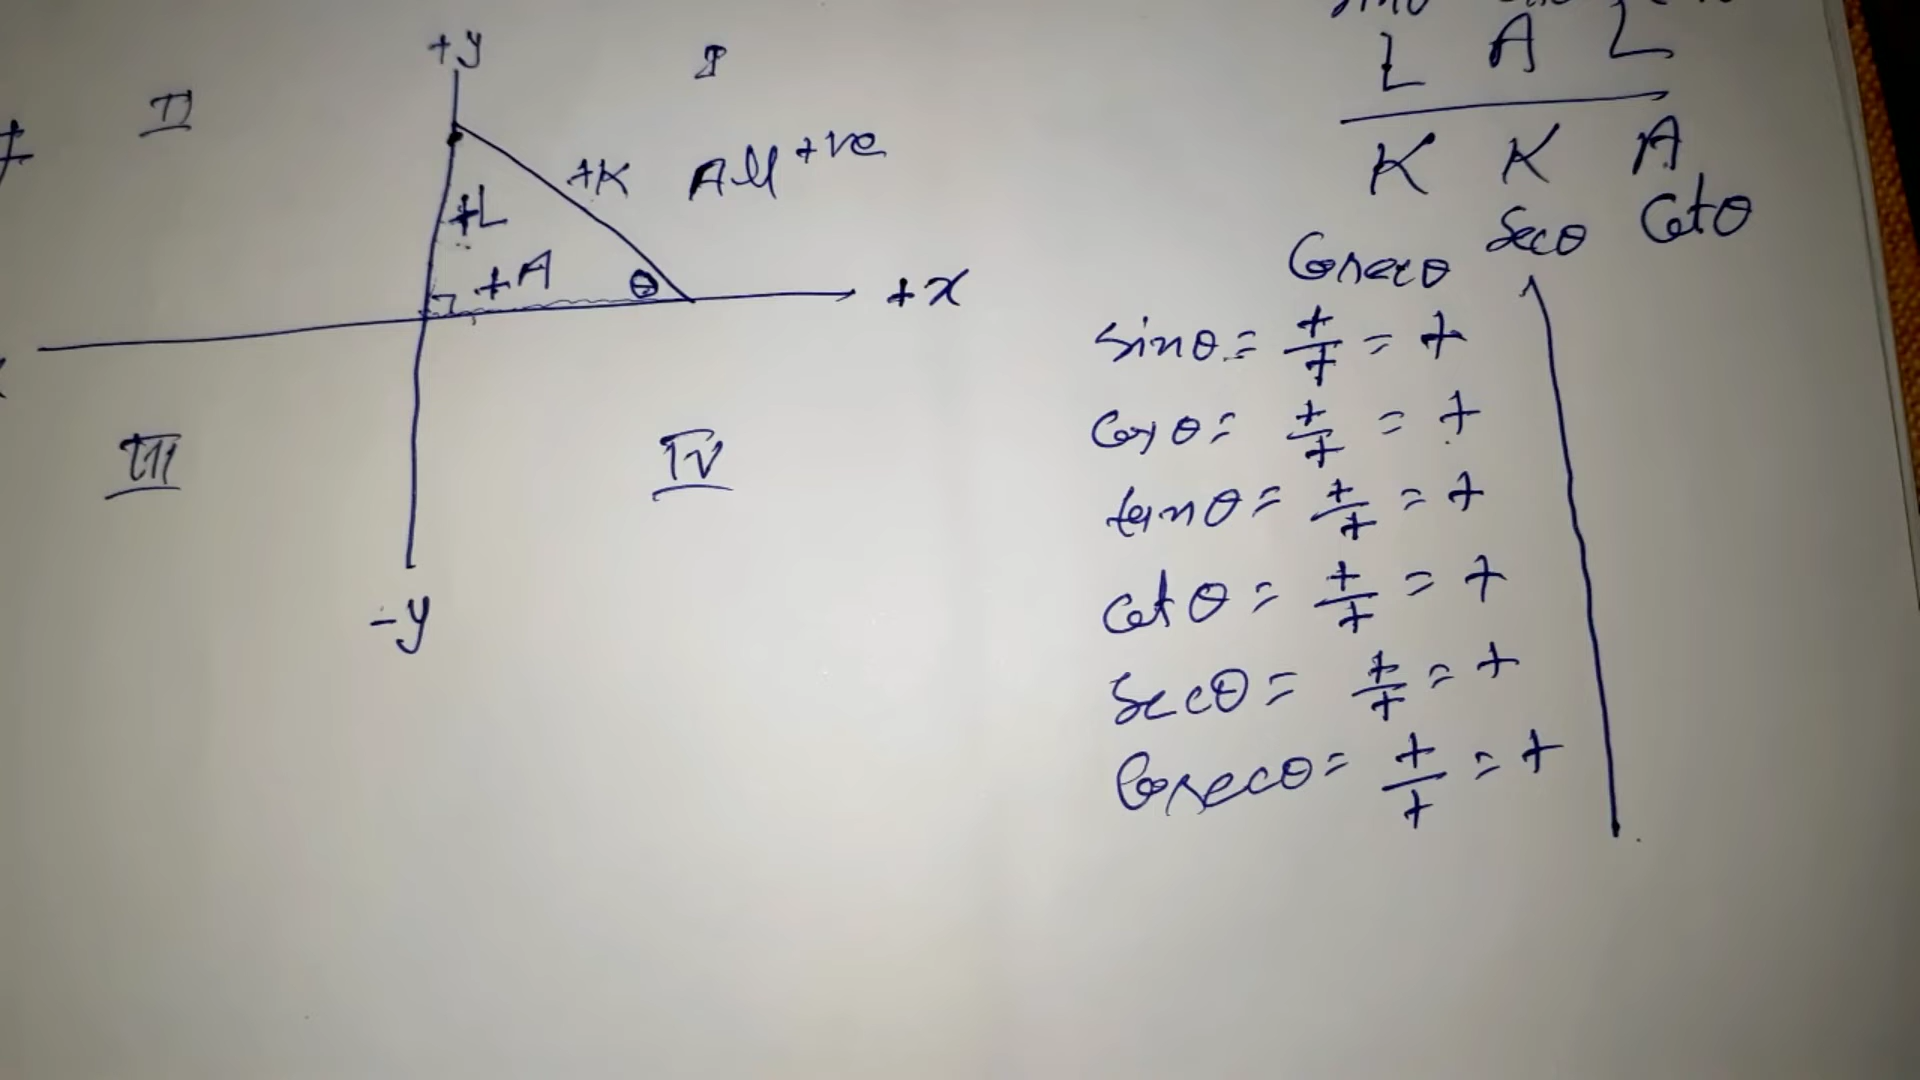 +y
I
II
+K
All +ve
+L
+A
θ
+x
III
IV
-y
L A L
K K A
Cosecθ Secθ Cotθ
sinθ = +/+ = +
Cosθ = +/+ = +
tanθ = +/+ = +
Cotθ = +/+ = +
Secθ = +/+ = +
Cosecθ = +/+ = +